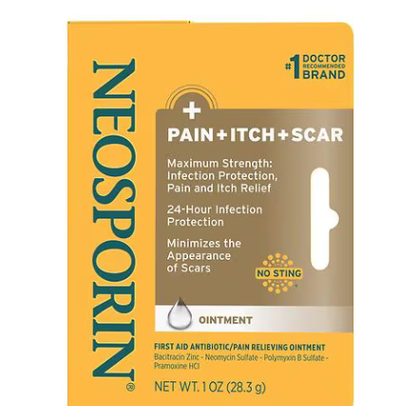 NEOSPORIN®
#1 DOCTOR
RECOMMENDED
BRAND
+
PAIN + ITCH + SCAR
Maximum Strength:
Infection Protection,
Pain and Itch Relief
24-Hour Infection
Protection
Minimizes the
Appearance
of Scars
NO STING
OINTMENT
FIRST AID ANTIBIOTIC/PAIN RELIEVING OINTMENT
Bacitracin Zinc - Neomycin Sulfate - Polymyxin B Sulfate -
Pramoxine HCl
NET WT. 1 OZ (28.3 g)